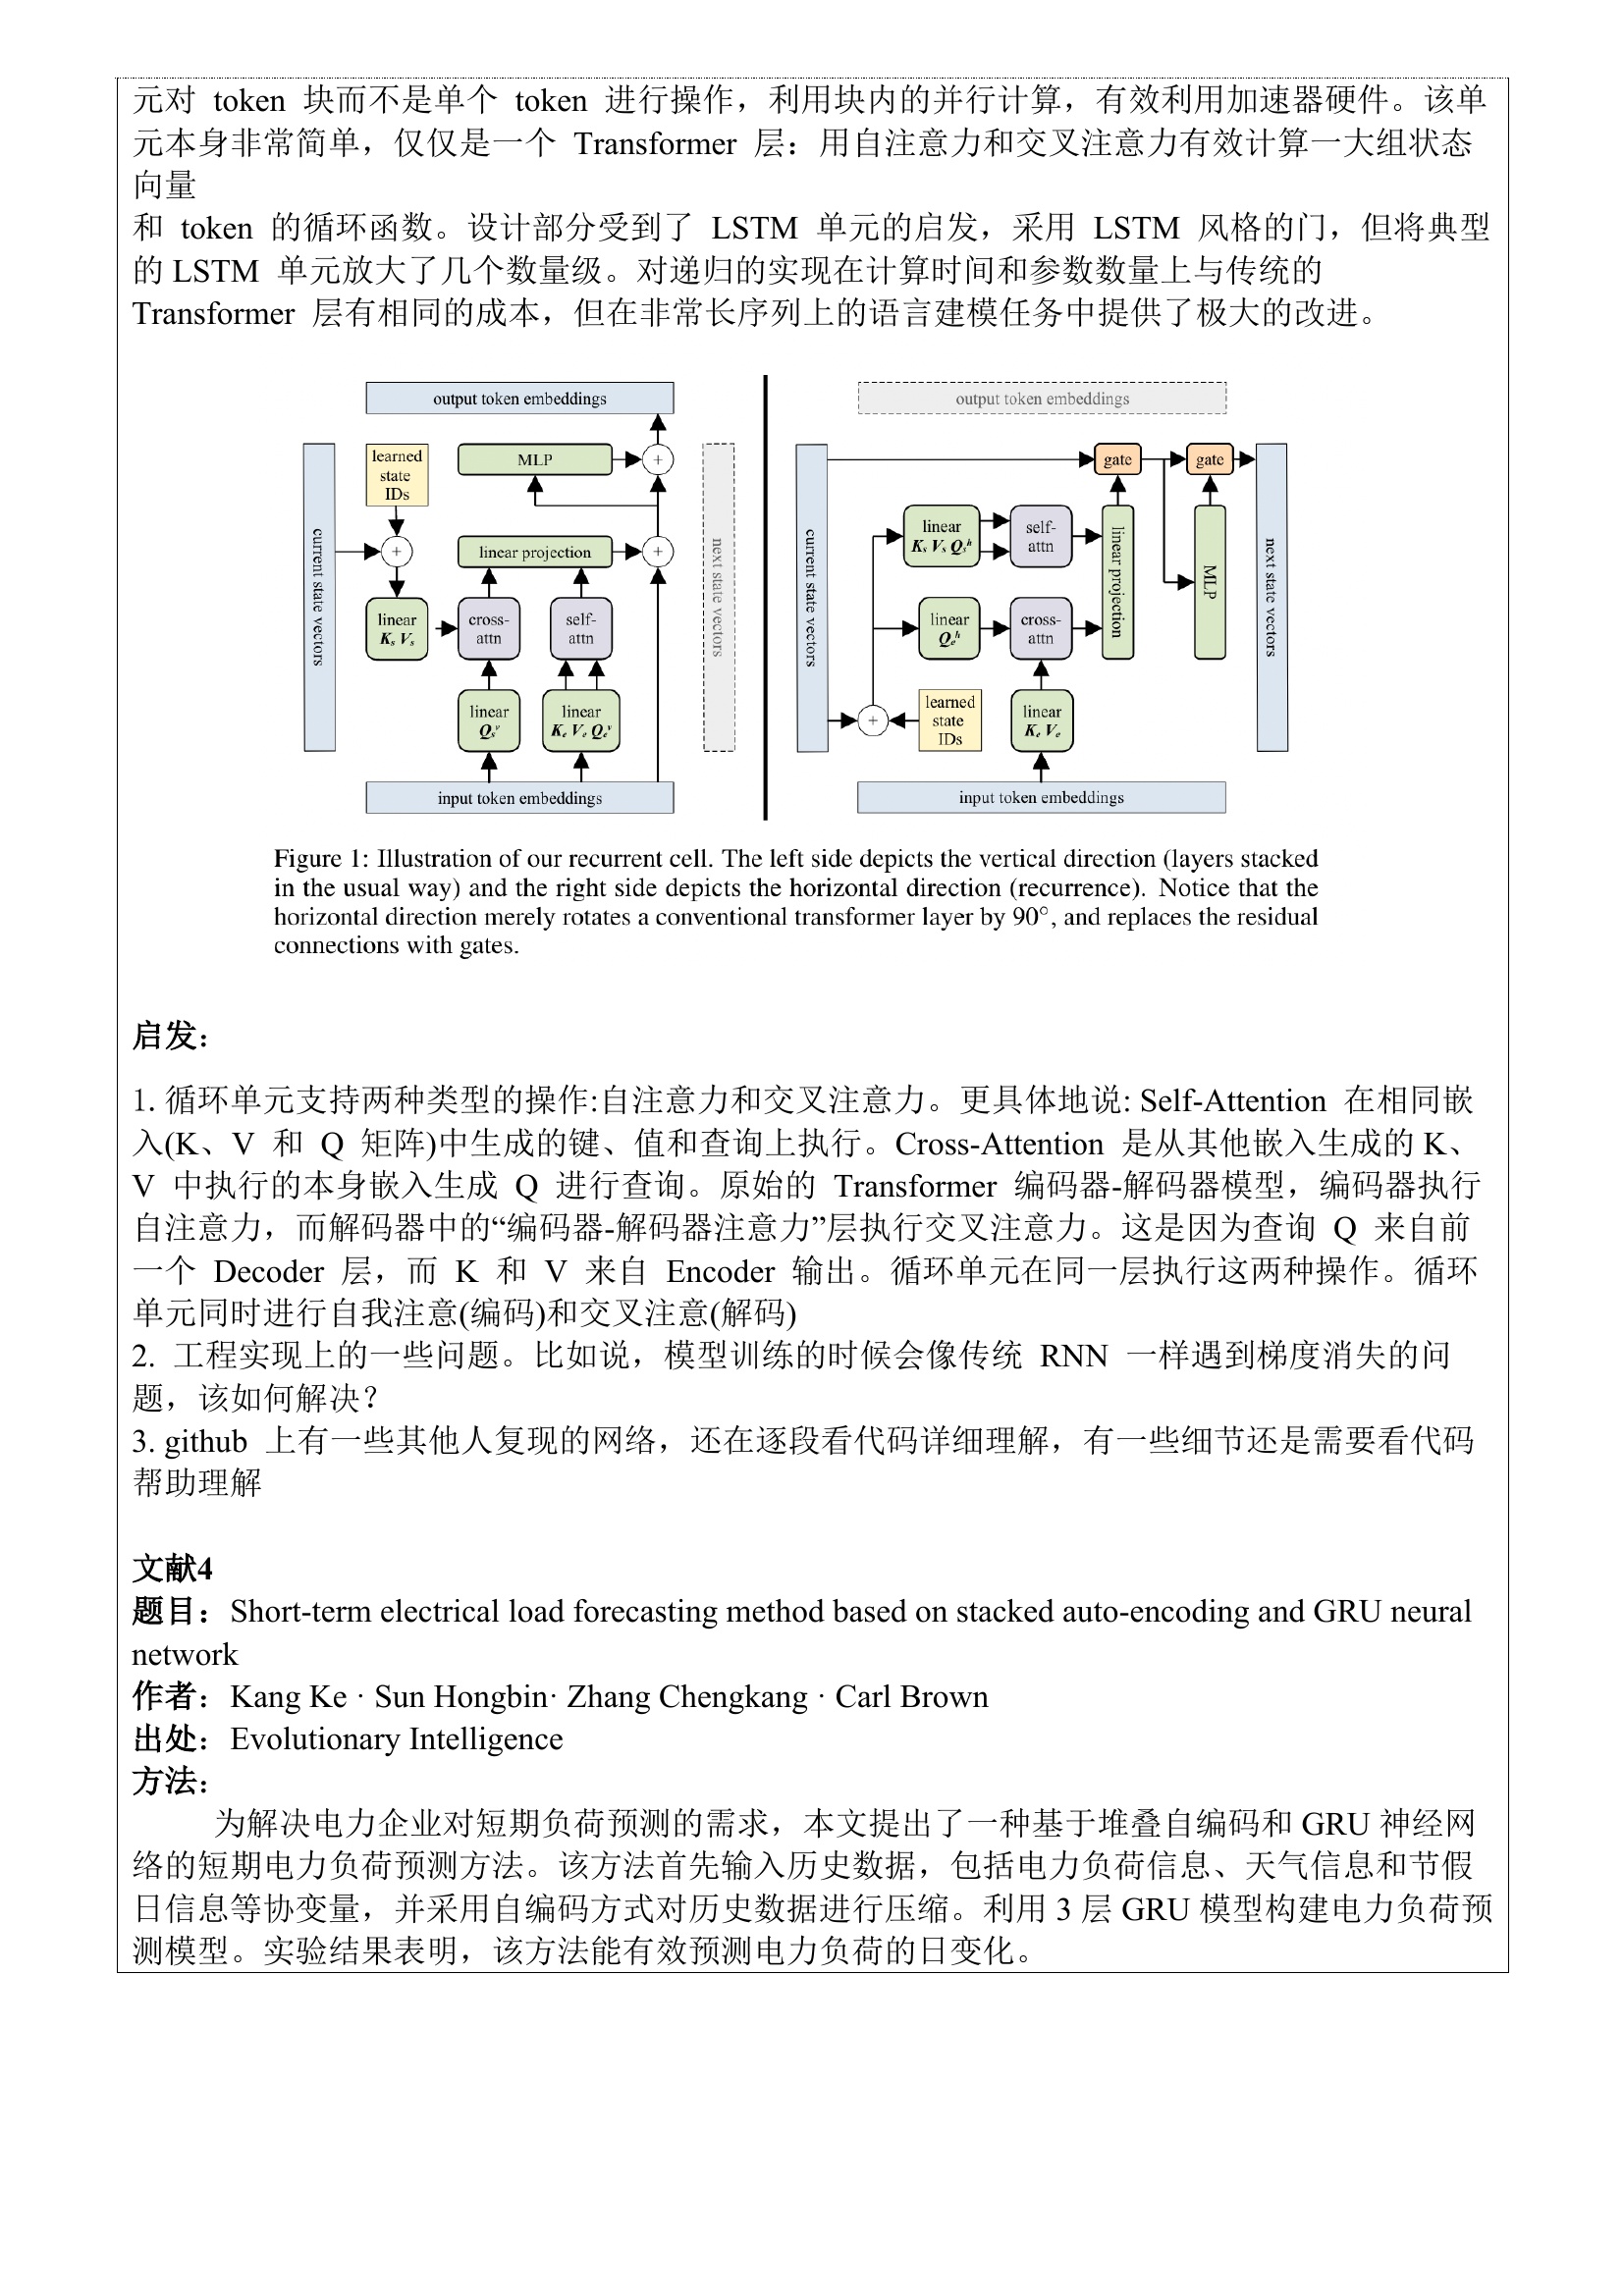 元对 token 块而不是单个 token 进行操作，利用块内的并行计算，有效利用加速器硬件。该单
元本身非常简单，仅仅是一个 Transformer 层：用自注意力和交叉注意力有效计算一大组状态
向量
和 token 的循环函数。设计部分受到了 LSTM 单元的启发，采用 LSTM 风格的门，但将典型
的 LSTM 单元放大了几个数量级。对递归的实现在计算时间和参数数量上与传统的
Transformer 层有相同的成本，但在非常长序列上的语言建模任务中提供了极大的改进。
output token embeddings
current state vectors
learned
state
IDs
MLP
+
+
linear projection
+
next state vectors
linear
Ks Vs
cross-
attn
self-
attn
linear
Qsv
linear
Ke Ve Qev
input token embeddings
output token embeddings
current state vectors
gate
gate
linear
Ks Vs Qsh
self-
attn
linear projection
MLP
next state vectors
linear
Qeh
cross-
attn
+
learned
state
IDs
linear
Ke Ve
input token embeddings
Figure 1: Illustration of our recurrent cell. The left side depicts the vertical direction (layers stacked
in the usual way) and the right side depicts the horizontal direction (recurrence). Notice that the
horizontal direction merely rotates a conventional transformer layer by 90°, and replaces the residual
connections with gates.
启发：
1. 循环单元支持两种类型的操作:自注意力和交叉注意力。更具体地说: Self-Attention 在相同嵌
入(K、V 和 Q 矩阵)中生成的键、值和查询上执行。Cross-Attention 是从其他嵌入生成的 K、
V 中执行的本身嵌入生成 Q 进行查询。原始的 Transformer 编码器-解码器模型，编码器执行
自注意力，而解码器中的“编码器-解码器注意力”层执行交叉注意力。这是因为查询 Q 来自前
一个 Decoder 层，而 K 和 V 来自 Encoder 输出。循环单元在同一层执行这两种操作。循环
单元同时进行自我注意(编码)和交叉注意(解码)
2. 工程实现上的一些问题。比如说，模型训练的时候会像传统 RNN 一样遇到梯度消失的问
题，该如何解决？
3. github 上有一些其他人复现的网络，还在逐段看代码详细理解，有一些细节还是需要看代码
帮助理解
文献4
题目：Short-term electrical load forecasting method based on stacked auto-encoding and GRU neural
network
作者：Kang Ke · Sun Hongbin· Zhang Chengkang · Carl Brown
出处：Evolutionary Intelligence
方法：
为解决电力企业对短期负荷预测的需求，本文提出了一种基于堆叠自编码和 GRU 神经网
络的短期电力负荷预测方法。该方法首先输入历史数据，包括电力负荷信息、天气信息和节假
日信息等协变量，并采用自编码方式对历史数据进行压缩。利用 3 层 GRU 模型构建电力负荷预
测模型。实验结果表明，该方法能有效预测电力负荷的日变化。